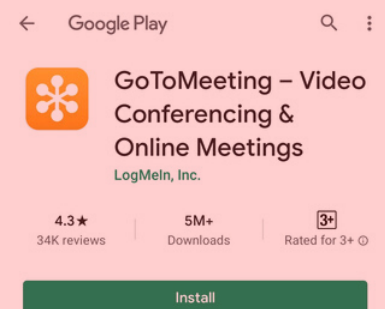 Google Play
GoToMeeting – Video
Conferencing &
Online Meetings
LogMeIn, Inc.
4.3★ 5M+ 3+
34K reviews Downloads Rated for 3+
Install